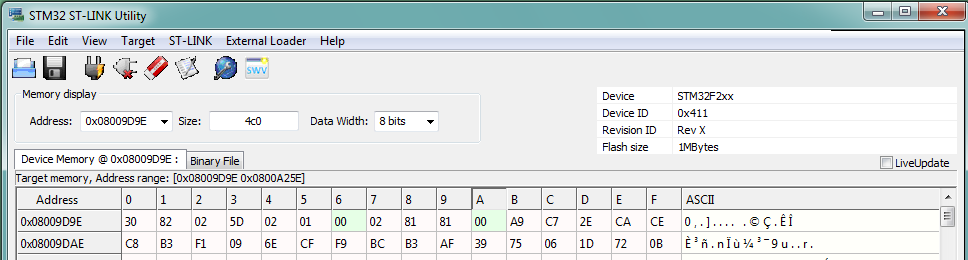 STM32 ST-LINK Utility
File Edit View Target ST-LINK External Loader Help
SWV
Memory display
Address: 0x08009D9E Size: 4c0 Data Width: 8 bits
Device STM32F2xx
Device ID 0x411
Revision ID Rev X
Flash size 1MBytes
Device Memory @ 0x08009D9E : Binary File
LiveUpdate
Target memory, Address range: [0x08009D9E 0x0800A25E]
Address 0 1 2 3 4 5 6 7 8 9 A B C D E F ASCII
0x08009D9E 30 82 02 5D 02 01 00 02 81 81 00 A9 C7 2E CA CE 0‚.].... .© Ç.ÊÎ
0x08009DAE C8 B3 F1 09 6E CF F9 BC B3 AF 39 75 06 1D 72 0B È³ñ.nÏù¼³¯9u..r.